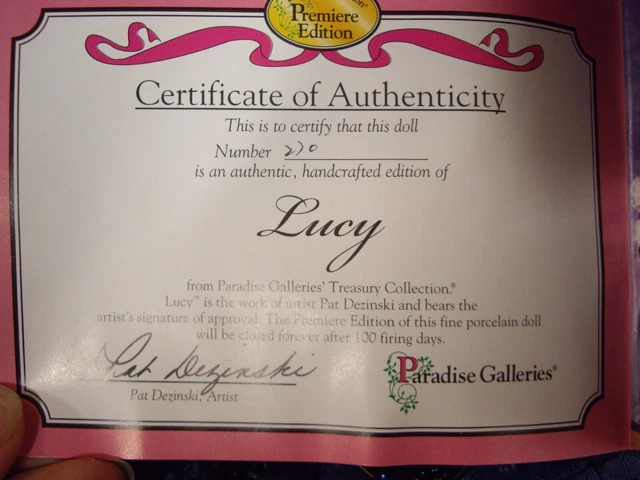 Premiere
Edition
Certificate of Authenticity
This is to certify that this doll
Number 270
is an authentic, handcrafted edition of
Lucy
from Paradise Galleries' Treasury Collection.®
Lucy™ is the work of artist Pat Dezinski and bears the
artist's signature of approval. The Premiere Edition of this fine porcelain doll
will be closed forever after 100 firing days.
Pat Dezinski
Pat Dezinski, Artist
Paradise Galleries®